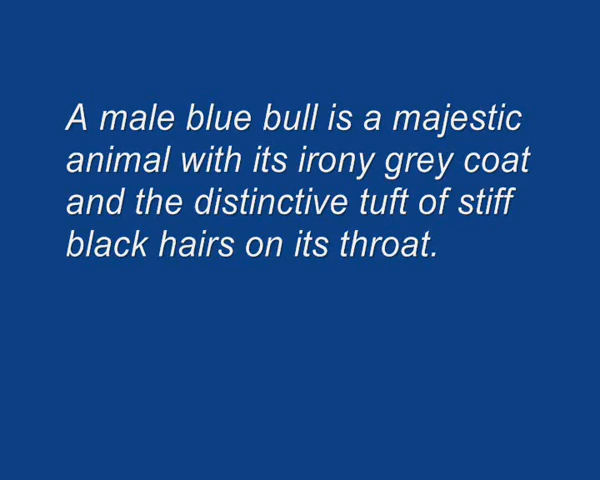 A male blue bull is a majestic
animal with its irony grey coat
and the distinctive tuft of stiff
black hairs on its throat.